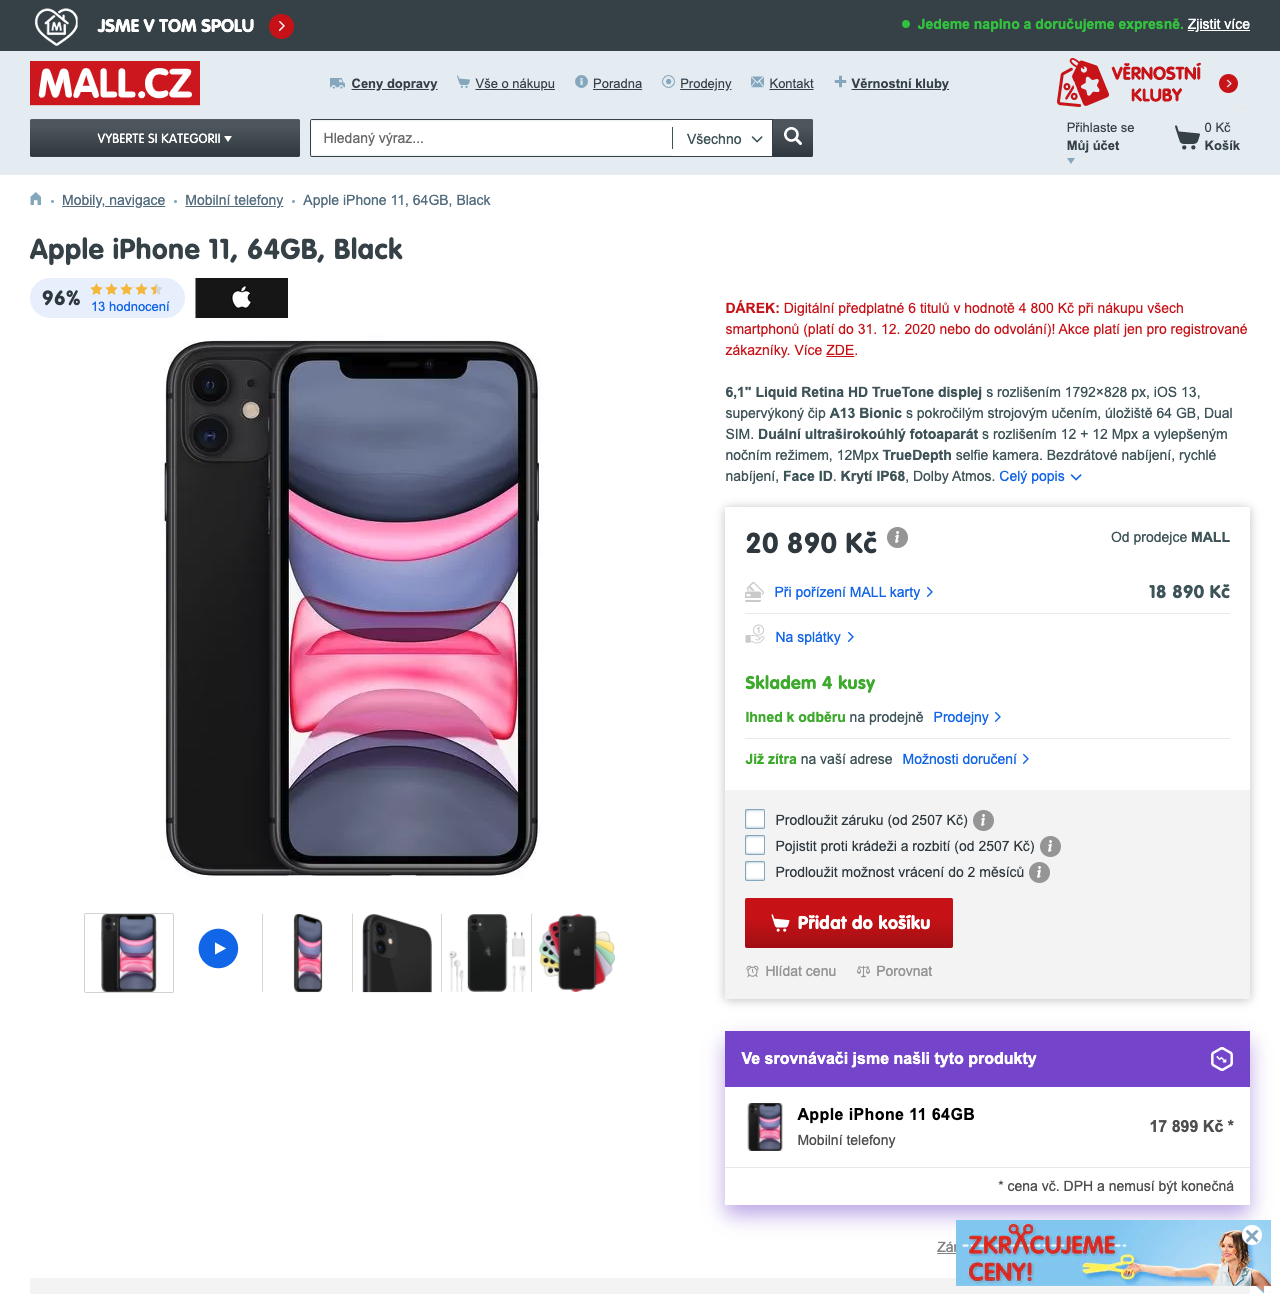 JSME V TOM SPOLU
Jedeme naplno a doručujeme expresně. Zjistit více
MALL.CZ
Ceny dopravy
Vše o nákupu
Poradna
Prodejny
Kontakt
Věrnostní kluby
VĚRNOSTNÍ
KLUBY
VYBERTE SI KATEGORII
Hledaný výraz...
Všechno
Přihlaste se
Můj účet
0 Kč
Košík
Mobily, navigace
Mobilní telefony
Apple iPhone 11, 64GB, Black
Apple iPhone 11, 64GB, Black
96%
13 hodnocení
DÁREK: Digitální předplatné 6 titulů v hodnotě 4 800 Kč při nákupu všech
smartphonů (platí do 31. 12. 2020 nebo do odvolání)! Akce platí jen pro registrované
zákazníky. Více ZDE.
6,1" Liquid Retina HD TrueTone displej s rozlišením 1792×828 px, iOS 13,
supervýkoný čip A13 Bionic s pokročilým strojovým učením, úložiště 64 GB, Dual
SIM. Duální ultraširokoúhlý fotoaparát s rozlišením 12 + 12 Mpx a vylepšeným
nočním režimem, 12Mpx TrueDepth selfie kamera. Bezdrátové nabíjení, rychlé
nabíjení, Face ID. Krytí IP68, Dolby Atmos. Celý popis
20 890 Kč
Od prodejce MALL
Při pořízení MALL karty
18 890 Kč
Na splátky
Skladem 4 kusy
Ihned k odběru na prodejně Prodejny
Již zítra na vaší adrese Možnosti doručení
Prodloužit záruku (od 2507 Kč)
Pojistit proti krádeži a rozbití (od 2507 Kč)
Prodloužit možnost vrácení do 2 měsíců
Přidat do košíku
Hlídat cenu
Porovnat
Ve srovnávači jsme našli tyto produkty
Apple iPhone 11 64GB
Mobilní telefony
17 899 Kč *
* cena vč. DPH a nemusí být konečná
ZKRACUJEME
CENY!